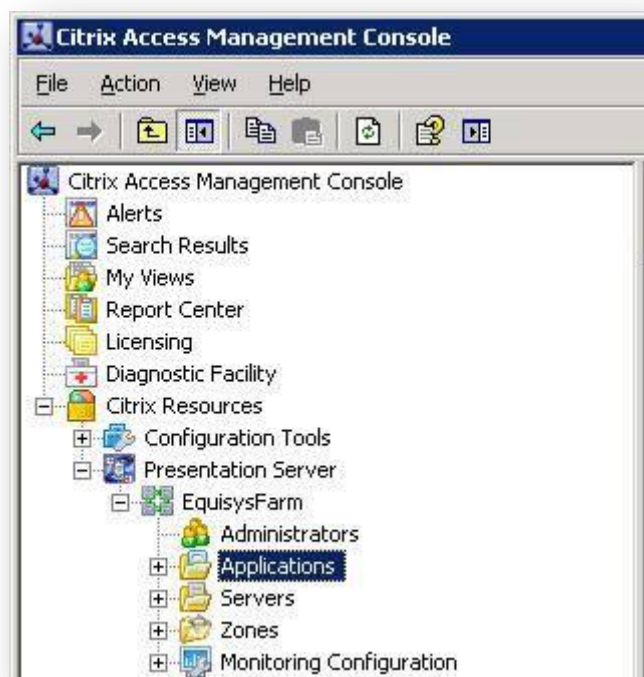 Citrix Access Management Console
File Action View Help
Citrix Access Management Console
Alerts
Search Results
My Views
Report Center
Licensing
Diagnostic Facility
Citrix Resources
Configuration Tools
Presentation Server
EquisysFarm
Administrators
Applications
Servers
Zones
Monitoring Configuration